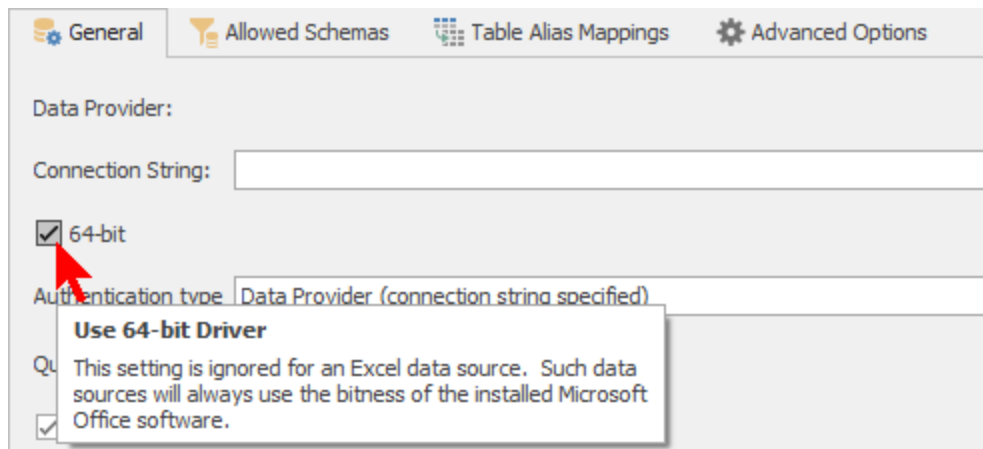 General Allowed Schemas Table Alias Mappings Advanced Options
Data Provider:
Connection String:
64-bit
Authentication type Data Provider (connection string specified)
Use 64-bit Driver
This setting is ignored for an Excel data source.  Such data
sources will always use the bitness of the installed Microsoft
Office software.